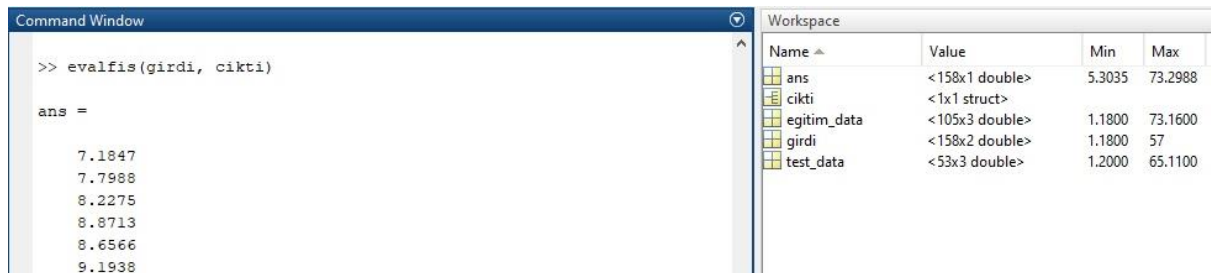 Command Window
>> evalfis(girdi, cikti)
ans =
7.1847
7.7988
8.2275
8.8713
8.6566
9.1938
Workspace
Name Value Min Max
ans <158x1 double> 5.3035 73.2988
cikti <1x1 struct>
egitim_data <105x3 double> 1.1800 73.1600
girdi <158x2 double> 1.1800 57
test_data <53x3 double> 1.2000 65.1100